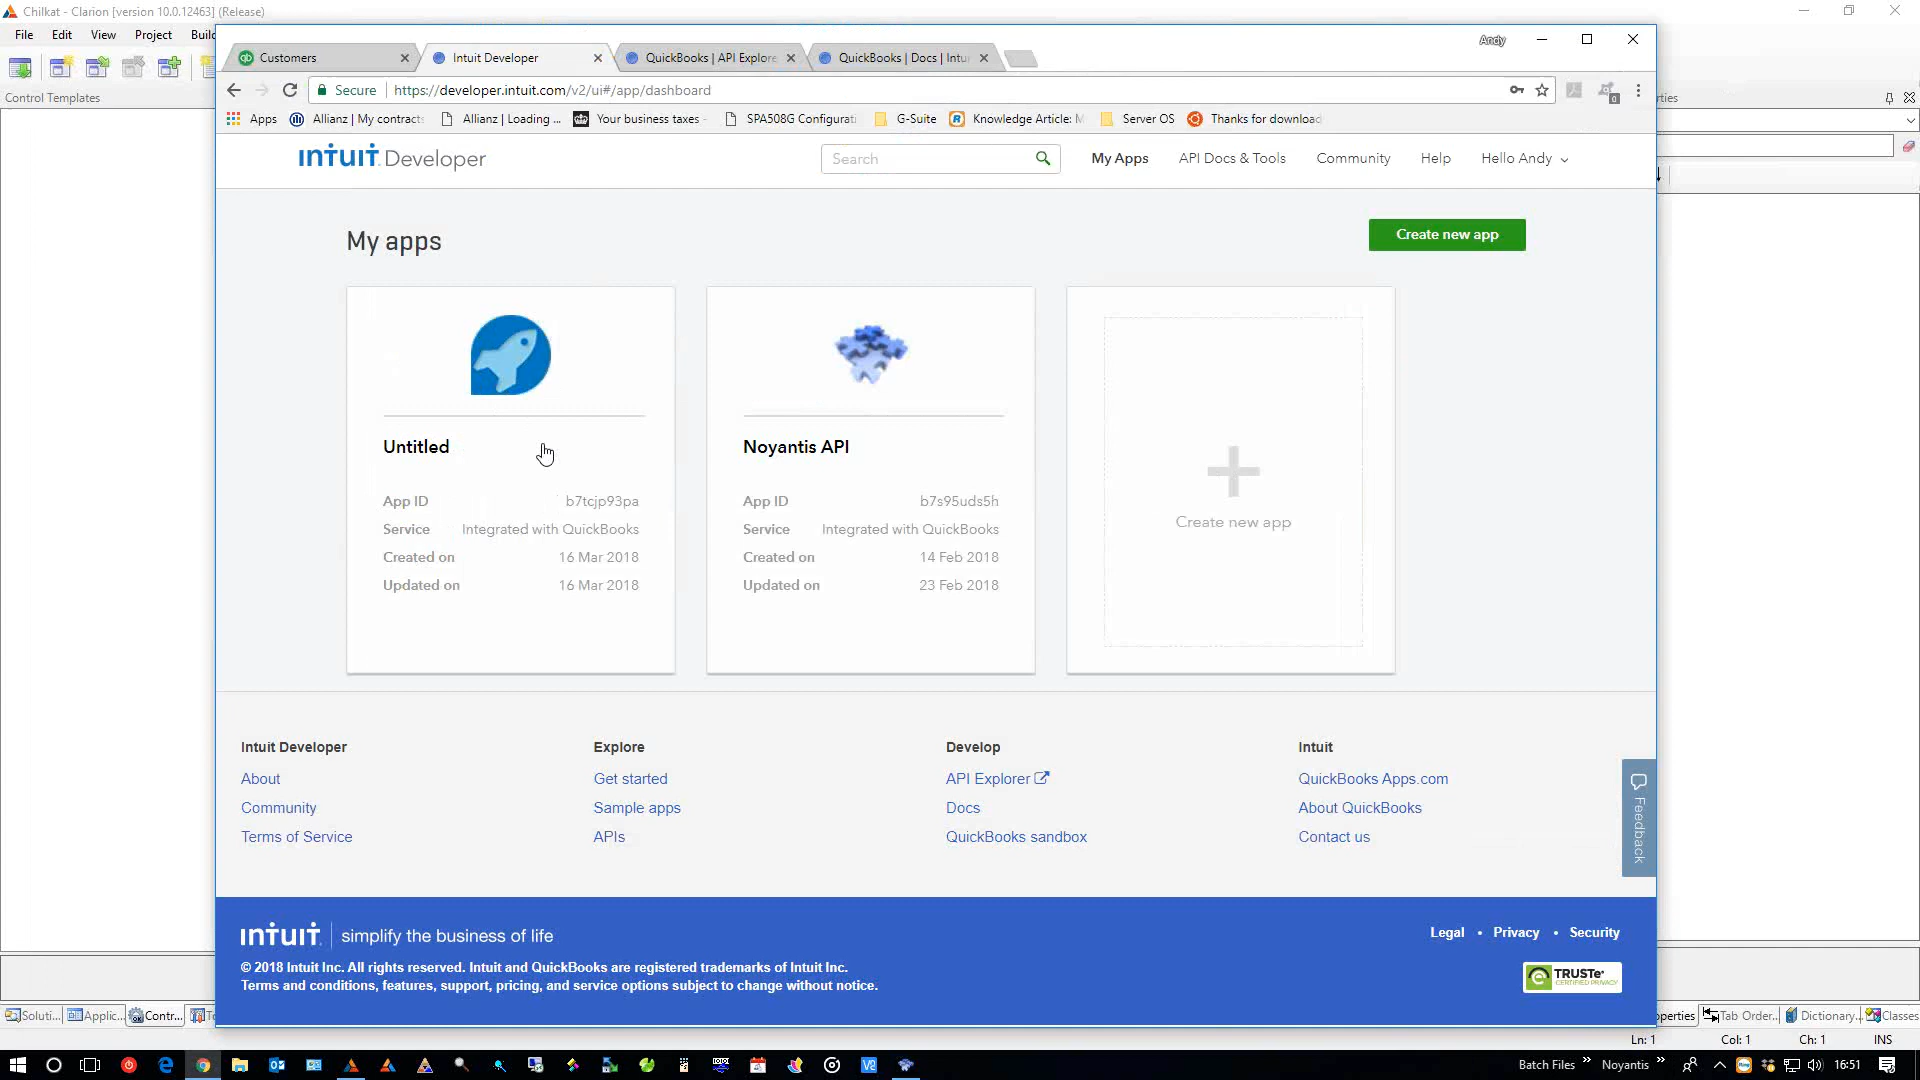 Chilkat - Clarion [version 10.0.12463] (Release)
File Edit View Project
Control Templates
Customers
Intuit Developer
QuickBooks | API Explore
QuickBooks | Docs | Intui
Andy
Secure https://developer.intuit.com/v2/ui#/app/dashboard
Apps Allianz | My contracts Allianz | Loading ... Your business taxes - SPA508G Configurati G-Suite Knowledge Article: M Server OS Thanks for download
intuit Developer
Search
My Apps API Docs & Tools Community Help Hello Andy
My apps
Create new app
Untitled
App ID b7tcjp93pa
Service Integrated with QuickBooks
Created on 16 Mar 2018
Updated on 16 Mar 2018
Noyantis API
App ID b7s95uds5h
Service Integrated with QuickBooks
Created on 14 Feb 2018
Updated on 23 Feb 2018
Create new app
Intuit Developer
About
Community
Terms of Service
Explore
Get started
Sample apps
APIs
Develop
API Explorer
Docs
QuickBooks sandbox
Intuit
QuickBooks Apps.com
About QuickBooks
Contact us
Feedback
intuit simplify the business of life
© 2018 Intuit Inc. All rights reserved. Intuit and QuickBooks are registered trademarks of Intuit Inc.
Terms and conditions, features, support, pricing, and service options subject to change without notice.
Legal • Privacy • Security
TRUSTe
CERTIFIED PRIVACY
Soluti... Applic... Contr...
Tab Order... Dictionary... Classes
Ln: 1 Col: 1 Ch: 1 INS
Batch Files » Noyantis » 16:51